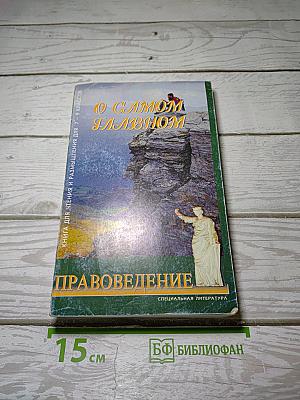 О САМОМ
ГЛАВНОМ
КНИГА ДЛЯ ЧТЕНИЯ И РАЗМЫШЛЕНИЯ ДЛЯ
ПРАВОВЕДЕНИЕ
СПЕЦИАЛЬНАЯ ЛИТЕРАТУРА
15 см
БФ БИБЛИОФАН